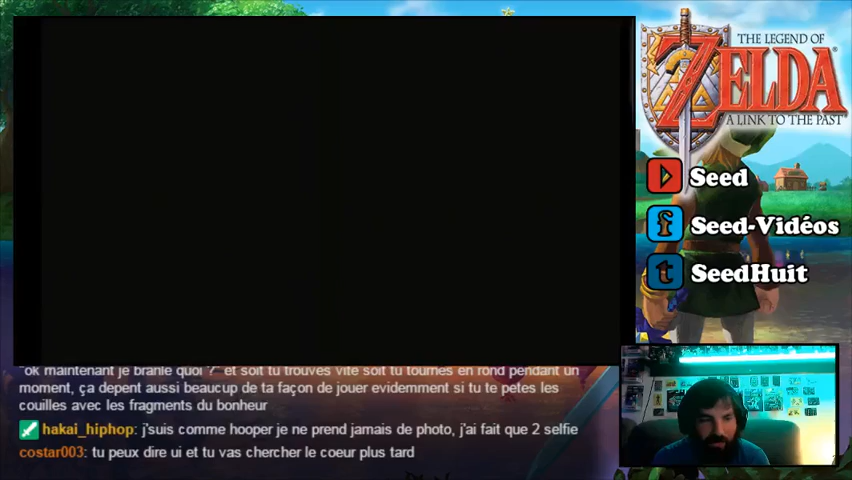 THE LEGEND OF
ZELDA
A LINK TO THE PAST
Seed
Seed-Vidéos
SeedHuit
"ok maintenant je branle quoi ?" et soit tu trouves vite soit tu tournes en rond pendant un
moment, ça depent aussi beaucoup de ta façon de jouer evidemment si tu te petes les
couilles avec les fragments du bonheur
hakai_hiphop: j'suis comme hooper je ne prend jamais de photo, j'ai fait que 2 selfie
costar003: tu peux dire ui et tu vas chercher le coeur plus tard